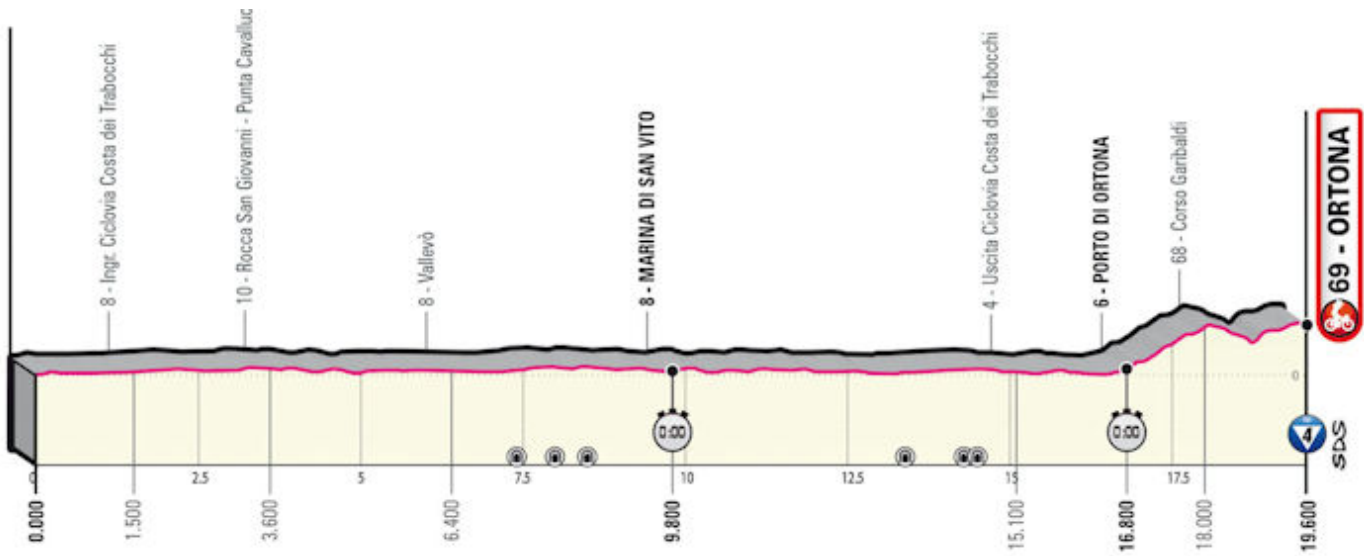 8 - Ingr. Ciclovia Costa dei Trabocchi
10 - Rocca San Giovanni - Punta Cavalluc
8 - Vallevò
8 - MARINA DI SAN VITO
4 - Uscita Ciclovia Costa dei Trabocchi
6 - PORTO DI ORTONA
68 - Corso Garibaldi
69 - ORTONA
0
0:00
0:00
4
SDS
0
2.5
5
7.5
10
12.5
15
17.5
0.000
1.500
3.600
6.400
9.800
15.100
16.800
18.000
19.600